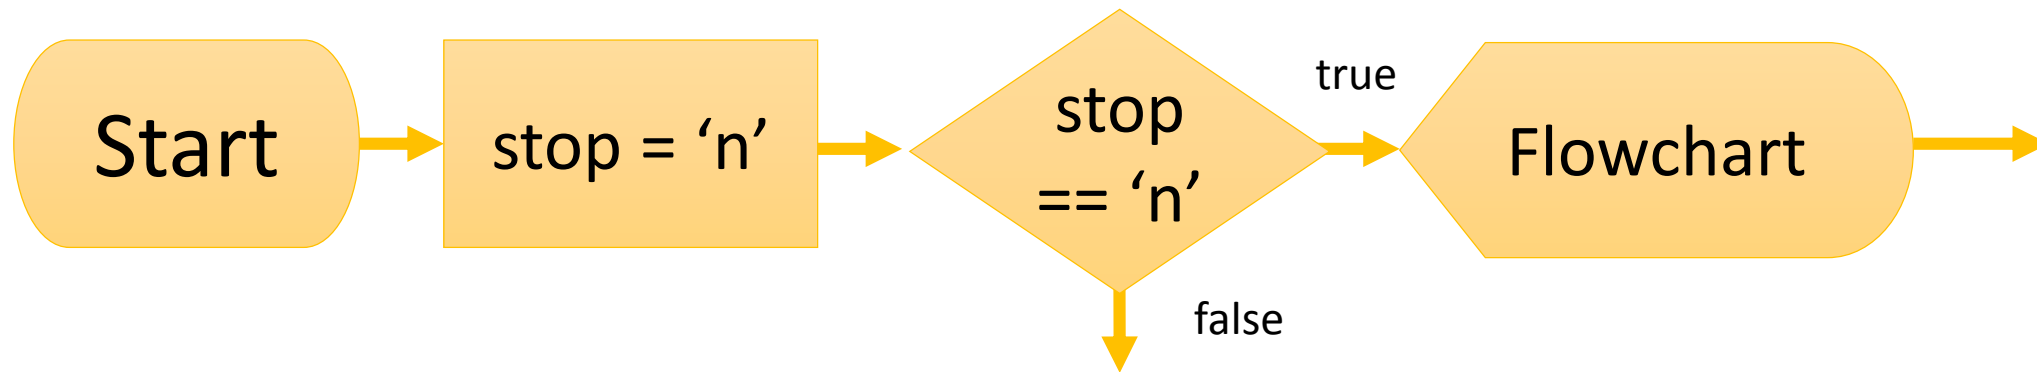 Start
stop = ‘n’
stop
== ‘n’
true
false
Flowchart